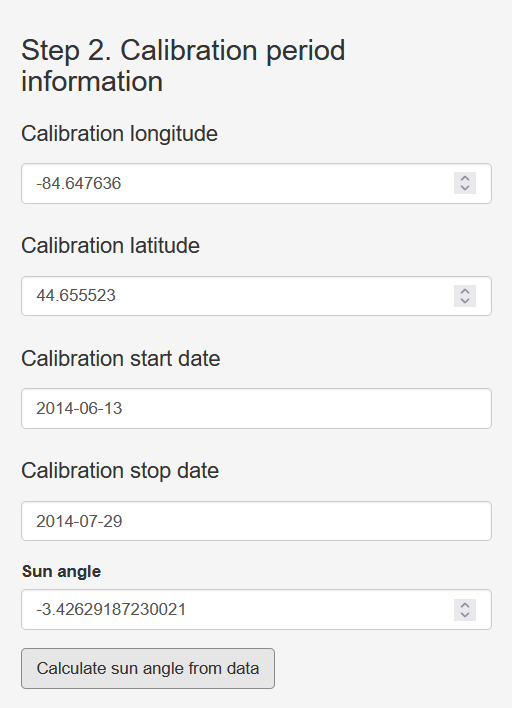 Step 2. Calibration period
information
Calibration longitude
-84.647636
Calibration latitude
44.655523
Calibration start date
2014-06-13
Calibration stop date
2014-07-29
Sun angle
-3.42629187230021
Calculate sun angle from data